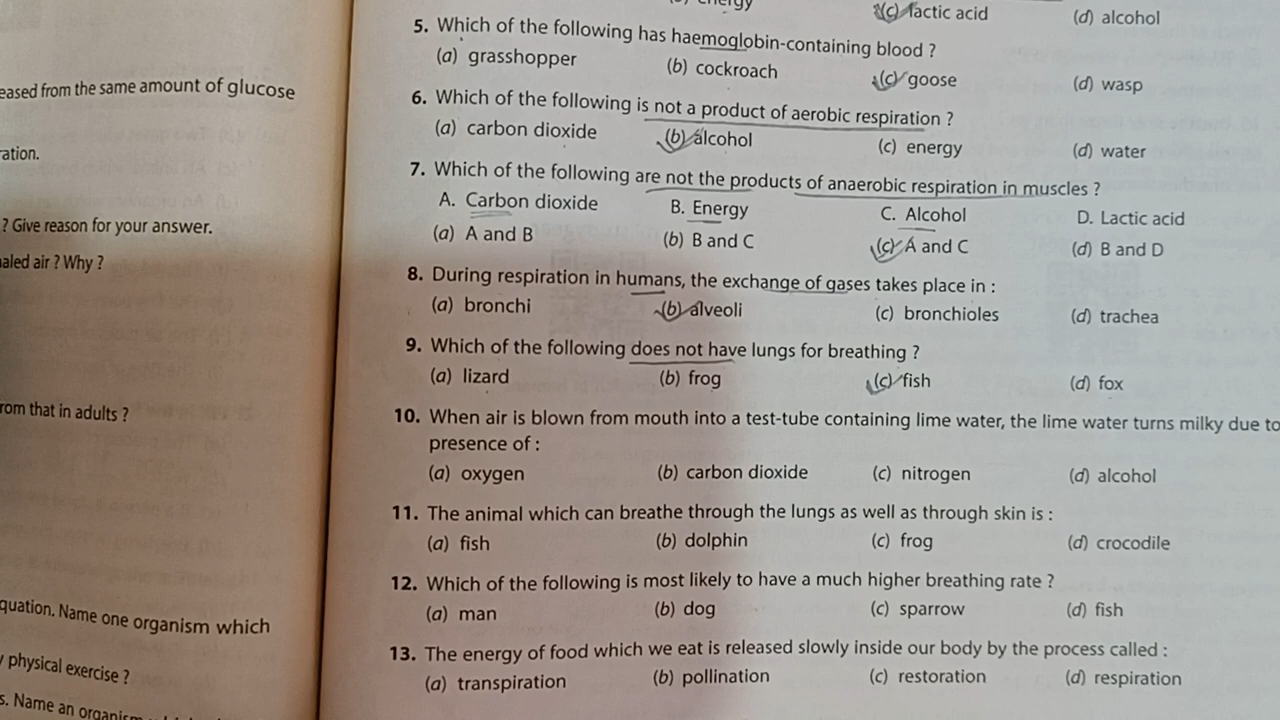 eased from the same amount of glucose
ration.
? Give reason for your answer.
haled air ? Why ?
rom that in adults ?
quation. Name one organism which
y physical exercise ?
s. Name an organism
energy
(c) lactic acid (d) alcohol
5. Which of the following has haemoglobin-containing blood ?
(a) grasshopper (b) cockroach (c) goose (d) wasp
6. Which of the following is not a product of aerobic respiration ?
(a) carbon dioxide (b) alcohol (c) energy (d) water
7. Which of the following are not the products of anaerobic respiration in muscles ?
A. Carbon dioxide B. Energy C. Alcohol D. Lactic acid
(a) A and B (b) B and C (c) A and C (d) B and D
8. During respiration in humans, the exchange of gases takes place in :
(a) bronchi (b) alveoli (c) bronchioles (d) trachea
9. Which of the following does not have lungs for breathing ?
(a) lizard (b) frog (c) fish (d) fox
10. When air is blown from mouth into a test-tube containing lime water, the lime water turns milky due to
presence of :
(a) oxygen (b) carbon dioxide (c) nitrogen (d) alcohol
11. The animal which can breathe through the lungs as well as through skin is :
(a) fish (b) dolphin (c) frog (d) crocodile
12. Which of the following is most likely to have a much higher breathing rate ?
(a) man (b) dog (c) sparrow (d) fish
13. The energy of food which we eat is released slowly inside our body by the process called :
(a) transpiration (b) pollination (c) restoration (d) respiration